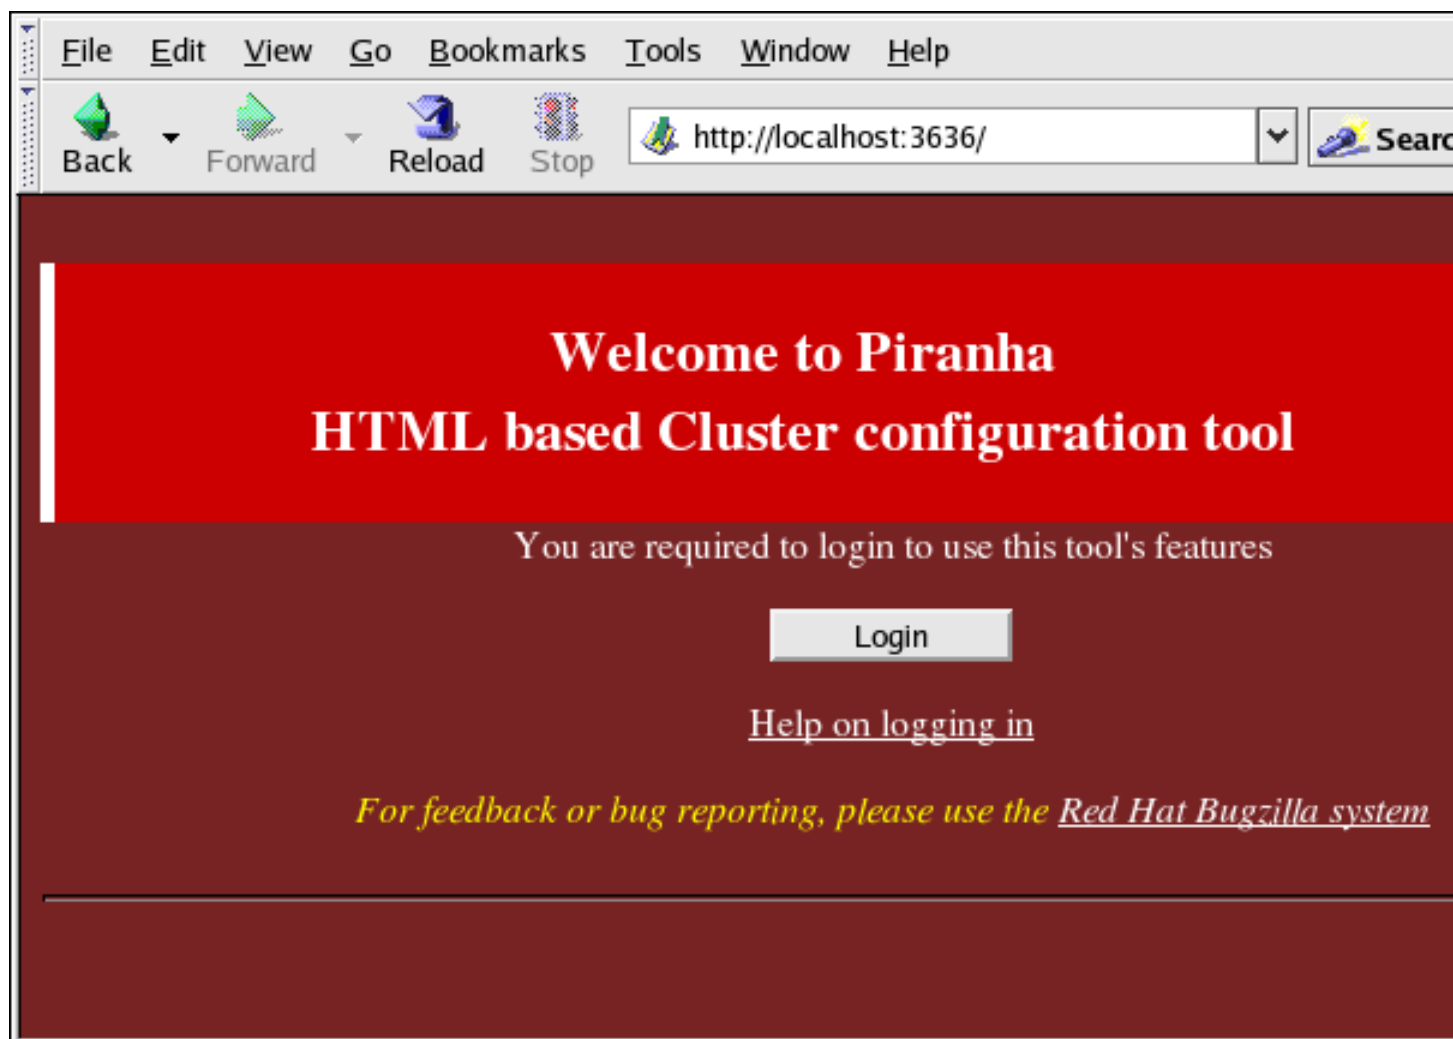 File Edit View Go Bookmarks Tools Window Help
Back Forward Reload Stop http://localhost:3636/
Welcome to Piranha
HTML based Cluster configuration tool
You are required to login to use this tool's features
Login
Help on logging in
For feedback or bug reporting, please use the Red Hat Bugzilla system